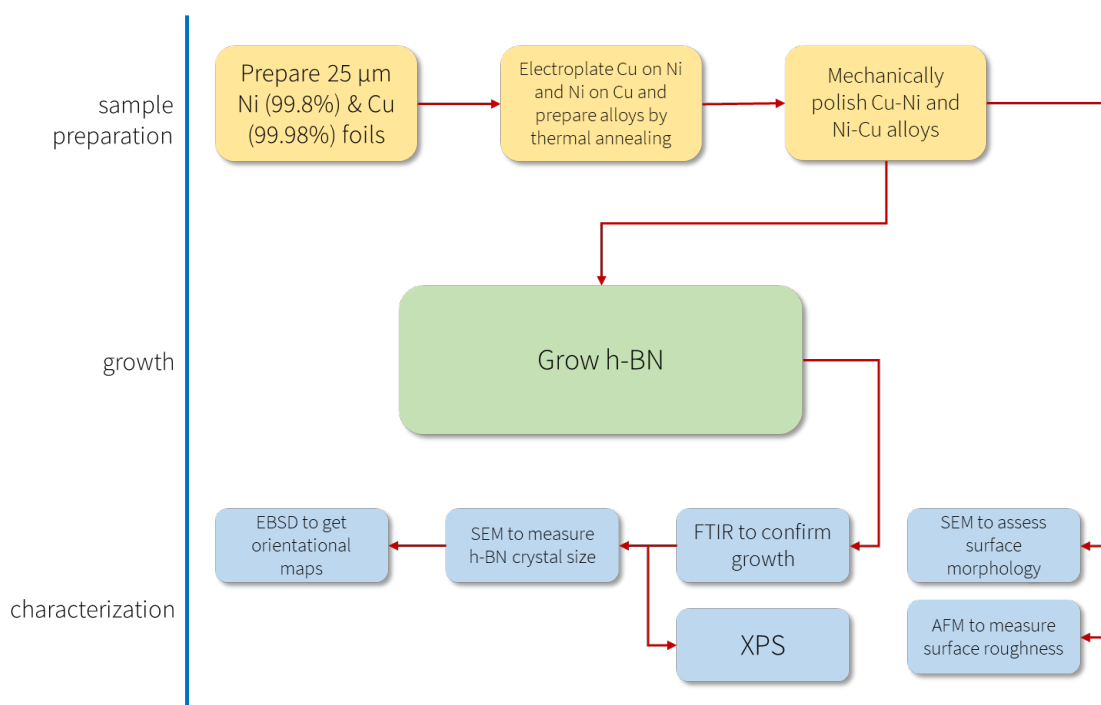 sample
preparation
Prepare 25 μm
Ni (99.8%) & Cu
(99.98%) foils
Electroplate Cu on Ni
and Ni on Cu and
prepare alloys by
thermal annealing
Mechanically
polish Cu-Ni and
Ni-Cu alloys
growth
Grow h-BN
characterization
EBSD to get
orientational
maps
SEM to measure
h-BN crystal size
FTIR to confirm
growth
SEM to assess
surface
morphology
XPS
AFM to measure
surface roughness